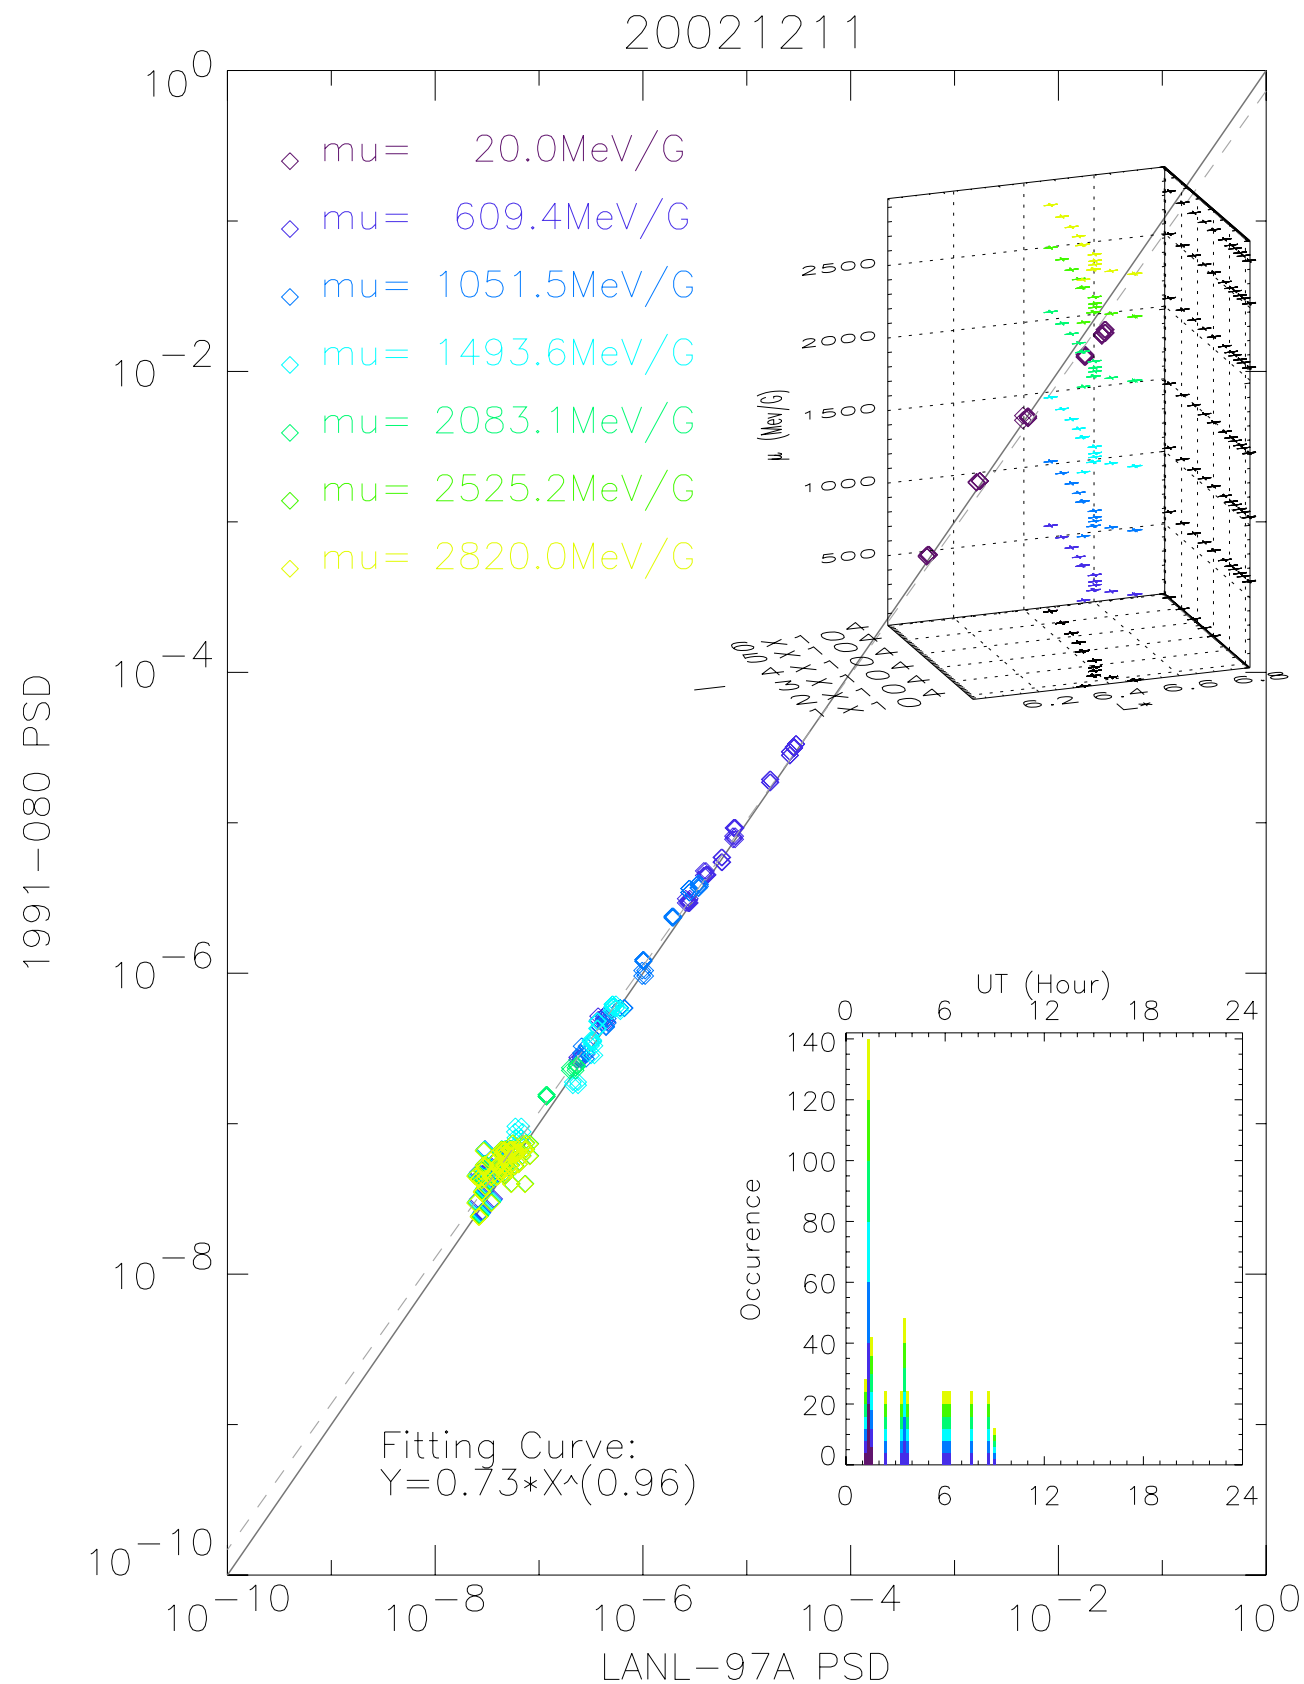 20021211
10^0
10^-2
10^-4
10^-6
10^-8
10^-10
1991-080 PSD
mu= 20.0MeV/G
mu= 609.4MeV/G
mu= 1051.5MeV/G
mu= 1493.6MeV/G
mu= 2083.1MeV/G
mu= 2525.2MeV/G
mu= 2820.0MeV/G
2500
2000
1500
1000
500
μ (Mev/G)
6.2 6.4 6.6 6.8
L*
UT (Hour)
0 6 12 18 24
140
120
100
80
60
40
20
0
Occurence
0 6 12 18 24
Fitting Curve:
Y=0.73*X^(0.96)
10^-10 10^-8 10^-6 10^-4 10^-2 10^0
LANL-97A PSD